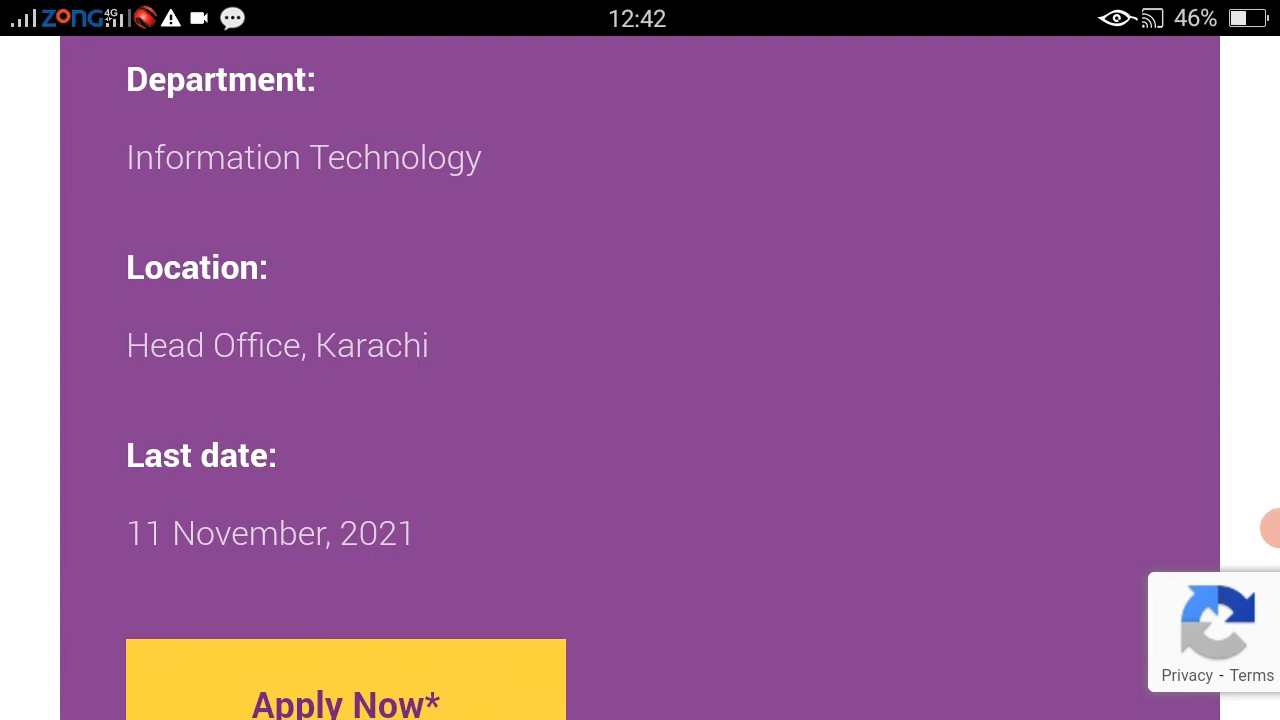 ZONG 4G 12:42 46%
Department:
Information Technology
Location:
Head Office, Karachi
Last date:
11 November, 2021
Apply Now*
Privacy - Terms